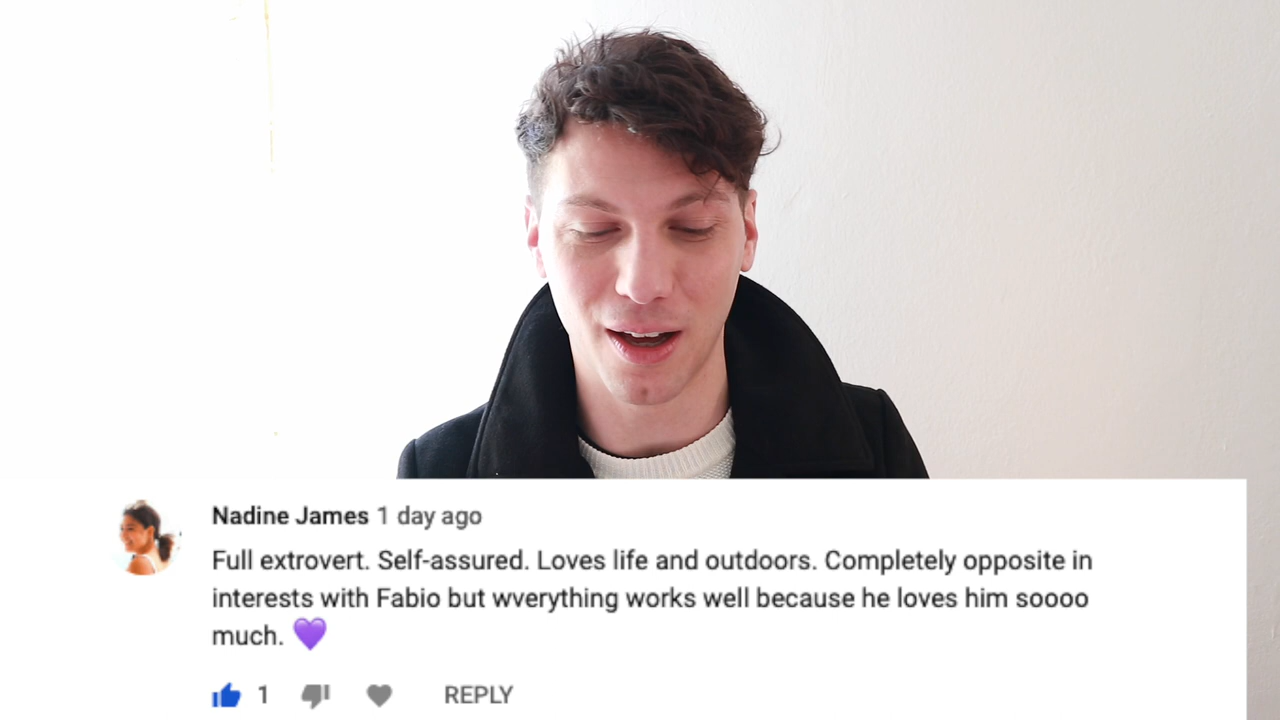 Nadine James 1 day ago
Full extrovert. Self-assured. Loves life and outdoors. Completely opposite in
interests with Fabio but wverything works well because he loves him soooo
much. 💜
1 REPLY